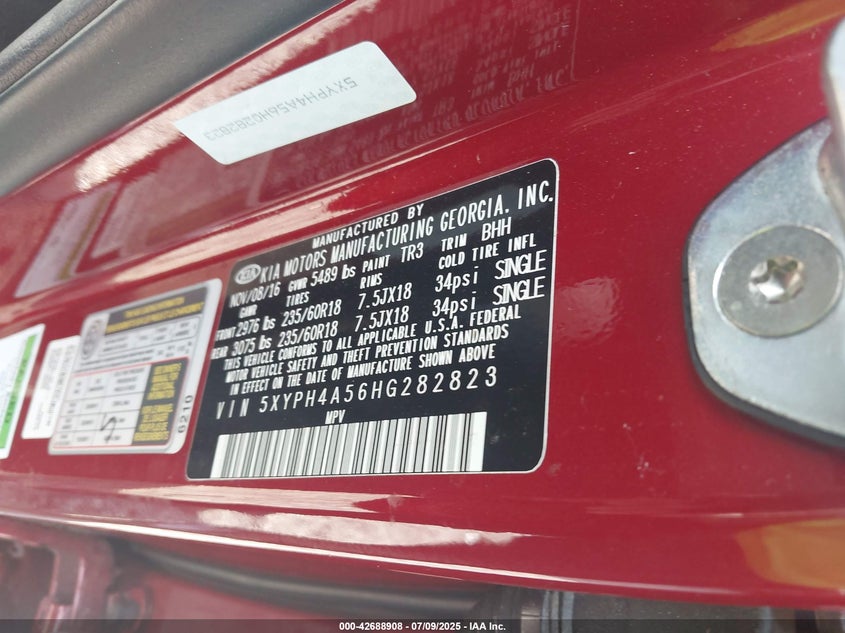 5XYPH4A56HG282823
MANUFACTURED BY
KIA KIA MOTORS MANUFACTURING GEORGIA, INC.
NOV/08/16 GVWR 5489 lbs PAINT TR3 TRIM BHH
GAWR TIRES RIMS COLD TIRE INFL
FRONT 2976 lbs 235/60R18 7.5JX18 34psi SINGLE
REAR 3075 lbs 235/60R18 7.5JX18 34psi SINGLE
THIS VEHICLE CONFORMS TO ALL APPLICABLE U.S.A. FEDERAL
MOTOR VEHICLE SAFETY AND THEFT PREVENTION STANDARDS
IN EFFECT ON THE DATE OF MANUFACTURE SHOWN ABOVE
VIN 5XYPH4A56HG282823
MPV
6210
000-42688908 - 07/09/2025 - IAA Inc.